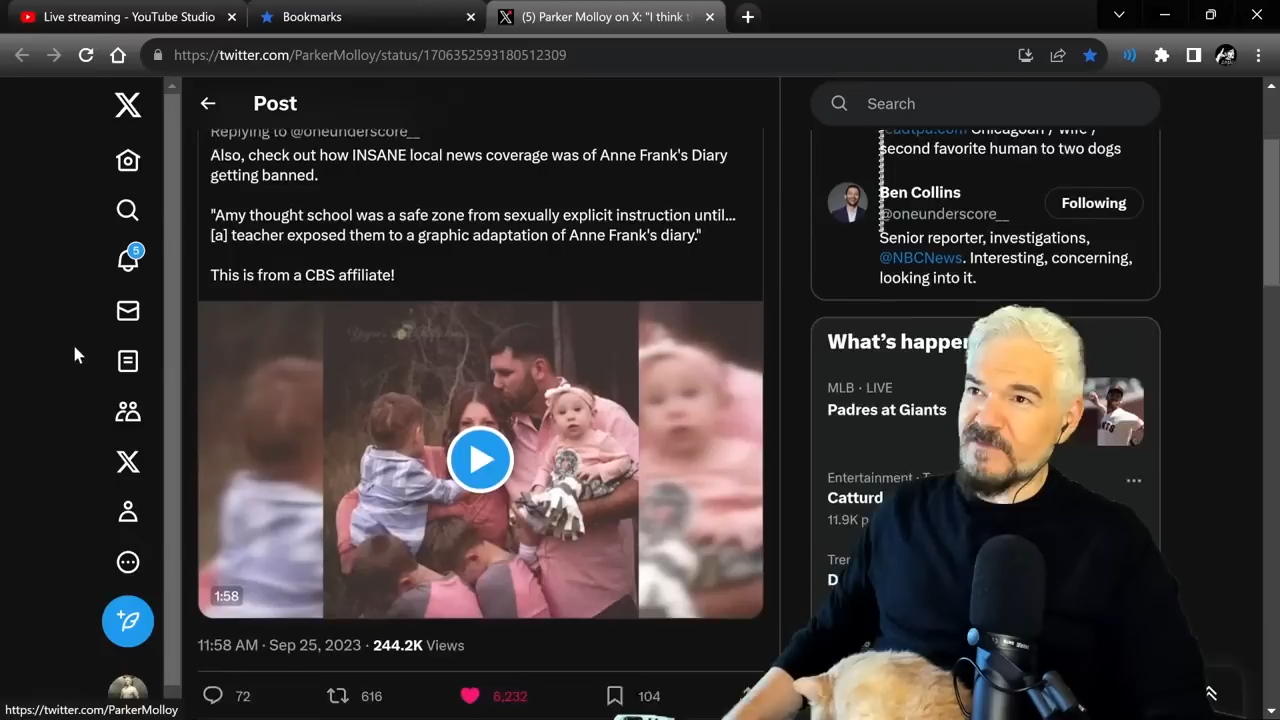 Live streaming - YouTube Studio
Bookmarks
(5) Parker Molloy on X: "I think t
https://twitter.com/ParkerMolloy/status/1706352593180512309
Post
Search
Replying to @oneunderscore__
Also, check out how INSANE local news coverage was of Anne Frank's Diary
getting banned.
"Amy thought school was a safe zone from sexually explicit instruction until...
[a] teacher exposed them to a graphic adaptation of Anne Frank's diary."
This is from a CBS affiliate!
1:58
11:58 AM · Sep 25, 2023 · 244.2K Views
72
616
6,232
104
5
second favorite human to two dogs
Ben Collins
@oneunderscore__
Following
Senior reporter, investigations,
@NBCNews. Interesting, concerning,
looking into it.
What's happen
MLB · LIVE
Padres at Giants
Entertainment · T
Catturd
11.9K p
Tre
D
https://twitter.com/ParkerMolloy